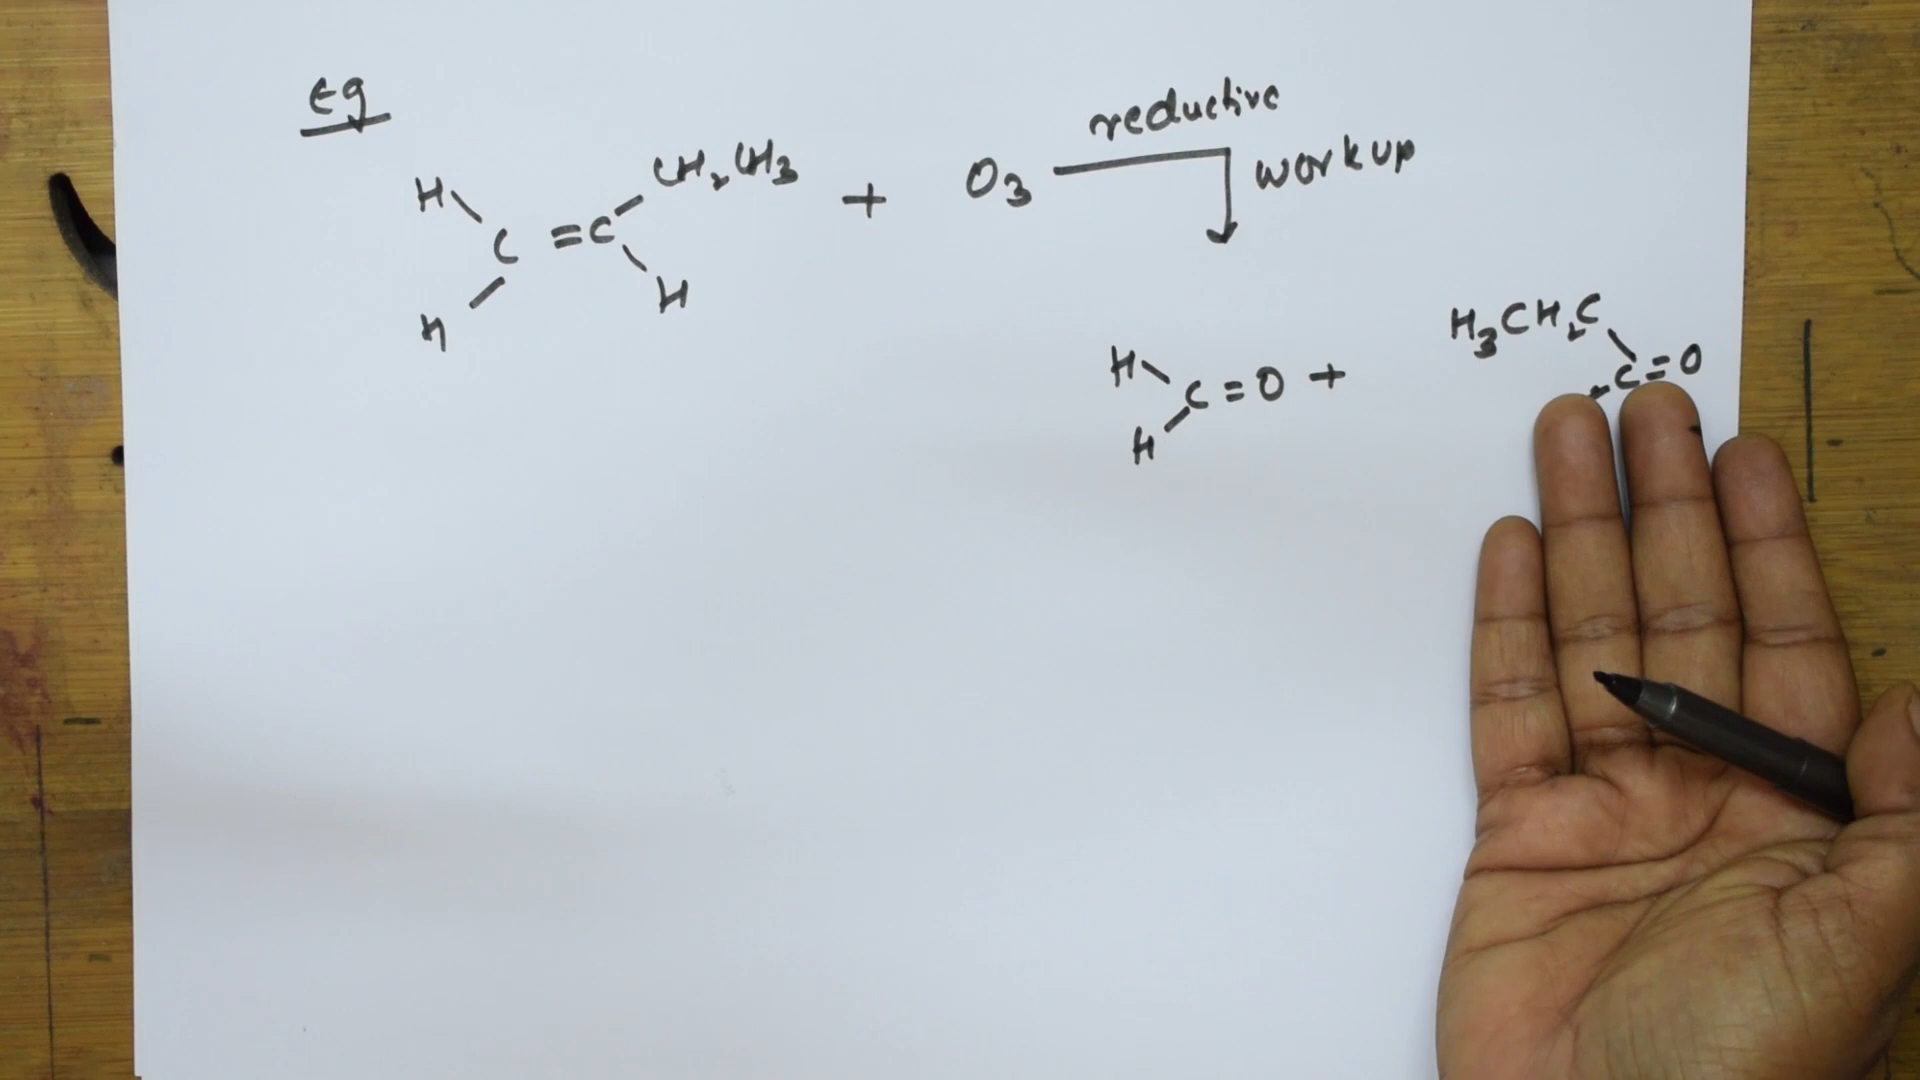 eg
H CH2CH3
C =C + O3 reductive workup
H H
H H3CH2C
C=O + C=O
H